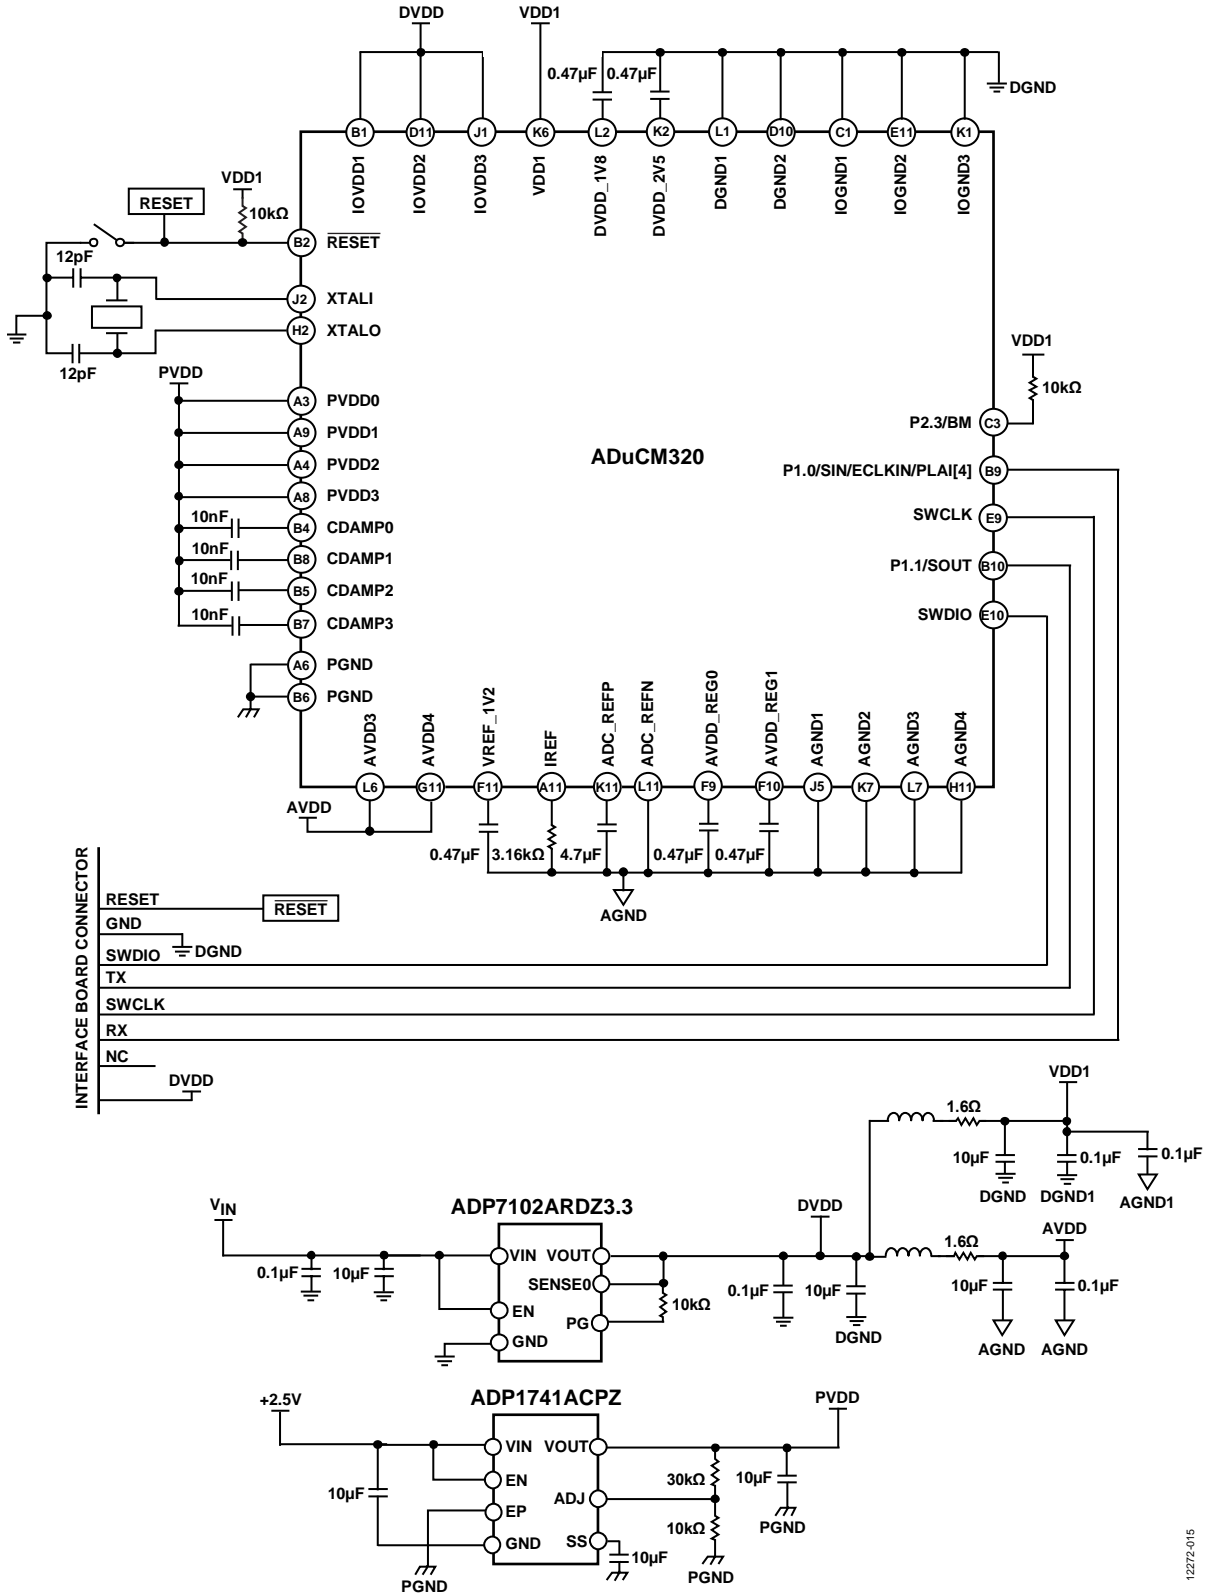 DVDD
VDD1
0.47µF
0.47µF
DGND
B1
D11
J1
K6
L2
K2
L1
D10
C1
E11
K1
IOVDD1
IOVDD2
IOVDD3
VDD1
DVDD_1V8
DVDD_2V5
DGND1
DGND2
IOGND1
IOGND2
IOGND3
VDD1
RESET
10kΩ
B2
RESET
12pF
J2
XTALI
H2
XTALO
12pF
PVDD
A3
PVDD0
A9
PVDD1
A4
PVDD2
A8
PVDD3
10nF
B4
CDAMP0
10nF
B8
CDAMP1
10nF
B5
CDAMP2
10nF
B7
CDAMP3
A6
PGND
B6
PGND
ADuCM320
VDD1
10kΩ
P2.3/BM
C3
P1.0/SIN/ECLKIN/PLAI[4]
B9
SWCLK
E9
P1.1/SOUT
B10
SWDIO
E10
AVDD3
AVDD4
VREF_1V2
IREF
ADC_REFP
ADC_REFN
AVDD_REG0
AVDD_REG1
AGND1
AGND2
AGND3
AGND4
L6
G11
F11
A11
K11
L11
F9
F10
J5
K7
L7
H11
AVDD
0.47µF
3.16kΩ
4.7µF
0.47µF
0.47µF
AGND
INTERFACE BOARD CONNECTOR
RESET
RESET
GND
DGND
SWDIO
TX
SWCLK
RX
NC
DVDD
VDD1
1.6Ω
10µF
0.1µF
0.1µF
DGND
DGND1
AGND1
VIN
ADP7102ARDZ3.3
DVDD
AVDD
1.6Ω
VIN
VOUT
0.1µF
10µF
SENSE0
EN
10kΩ
PG
GND
0.1µF
10µF
DGND
10µF
0.1µF
AGND
AGND
ADP1741ACPZ
+2.5V
PVDD
VIN
VOUT
EN
10µF
30kΩ
10µF
ADJ
EP
PGND
10kΩ
GND
SS
10µF
PGND
PGND
12272-015